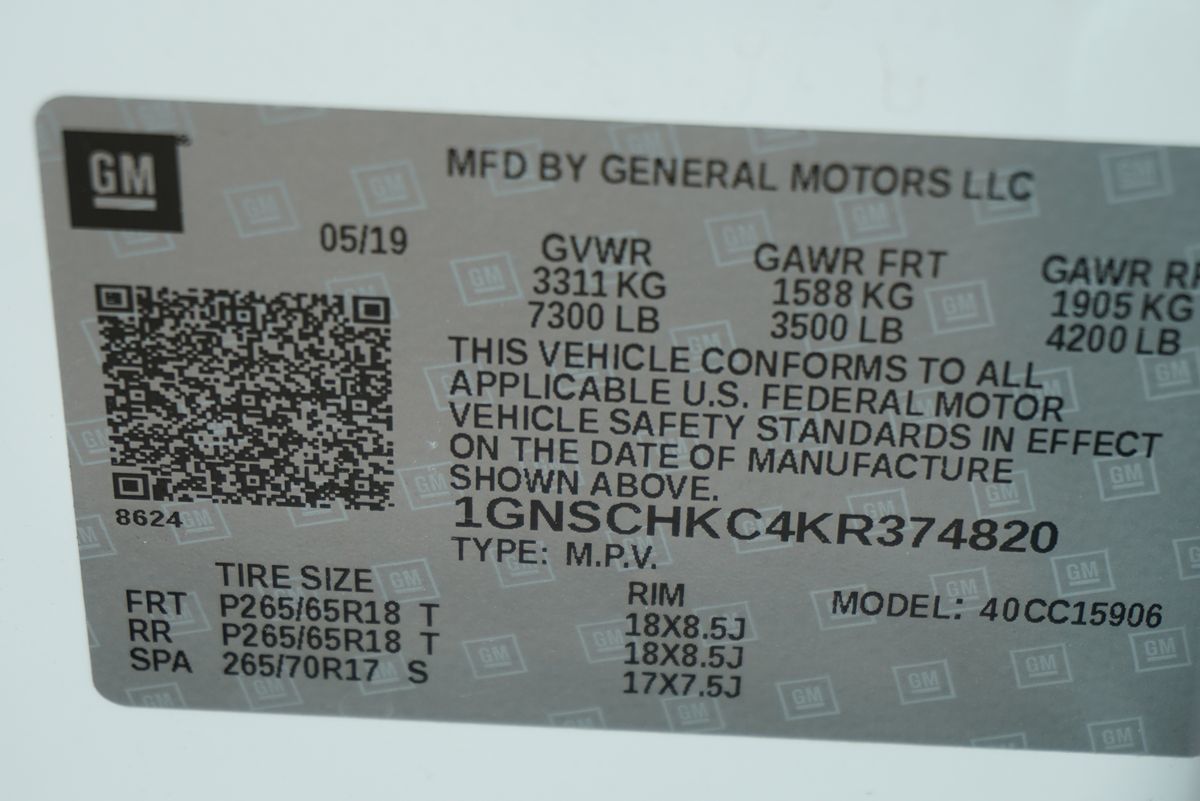 GM
MFD BY GENERAL MOTORS LLC
05/19
GVWR GAWR FRT GAWR
3311 KG 1588 KG 1905 KG
7300 LB 3500 LB 4200 LB
THIS VEHICLE CONFORMS TO ALL
APPLICABLE U.S. FEDERAL MOTOR
VEHICLE SAFETY STANDARDS IN EFFECT
ON THE DATE OF MANUFACTURE
SHOWN ABOVE.
8624
1GNSCHKC4KR374820
TYPE: M.P.V.
TIRE SIZE RIM MODEL: 40CC15906
FRT P265/65R18 T 18X8.5J
RR P265/65R18 T 18X8.5J
SPA 265/70R17 S 17X7.5J